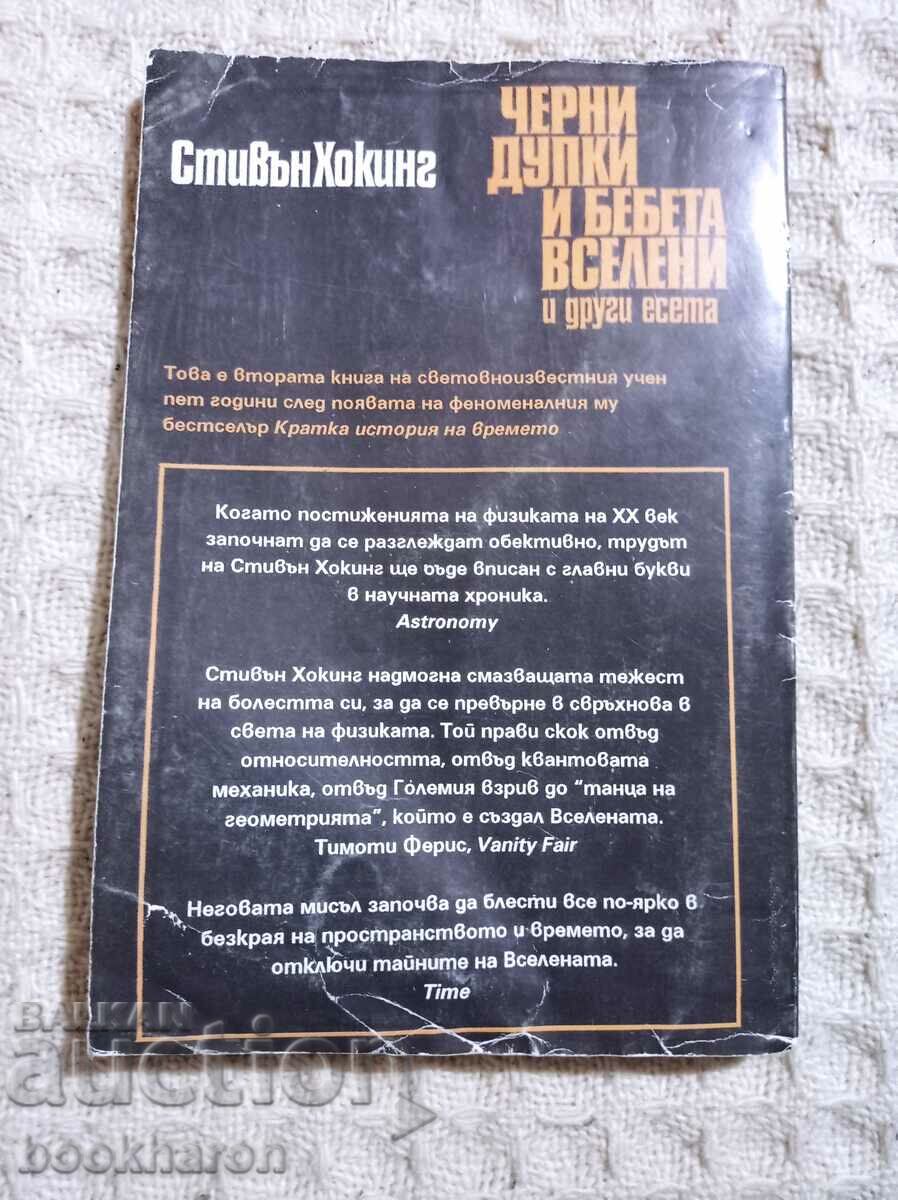 Стивън Хокинг
ЧЕРНИ
ДУПКИ
И БЕБЕТА
ВСЕЛЕНИ
и други есета
Това е втората книга на световноизвестния учен
пет години след появата на феноменалния му
бестселър Кратка история на времето
Когато постиженията на физиката на XX век
започнат да се разглеждат обективно, трудът
на Стивън Хокинг ще бъде вписан с главни букви
в научната хроника.
Astronomy
Стивън Хокинг надмогна смазващата тежест
на болестта си, за да се превърне в свръхнова в
света на физиката. Той прави скок отвъд
относителността, отвъд квантовата
механика, отвъд Големия взрив до "танца на
геометрията", който е създал Вселената.
Тимоти Ферис, Vanity Fair
Неговата мисъл започва да блести все по-ярко в
безкрая на пространството и времето, за да
отключи тайните на Вселената.
Time
BALKAN
auction
bookharon